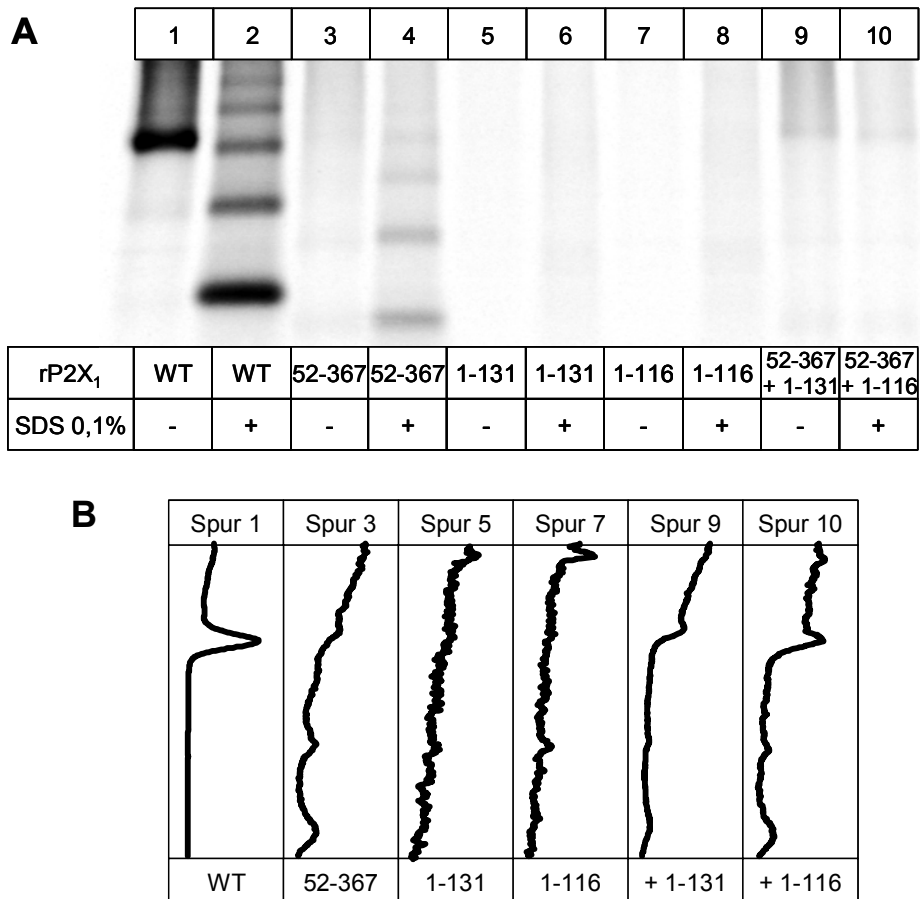 A
1 2 3 4 5 6 7 8 9 10
rP2X₁ WT WT 52-367 52-367 1-131 1-131 1-116 1-116 52-367 + 1-131 52-367 + 1-116
SDS 0,1% - + - + - + - + - +
B
Spur 1 Spur 3 Spur 5 Spur 7 Spur 9 Spur 10
WT 52-367 1-131 1-116 + 1-131 + 1-116